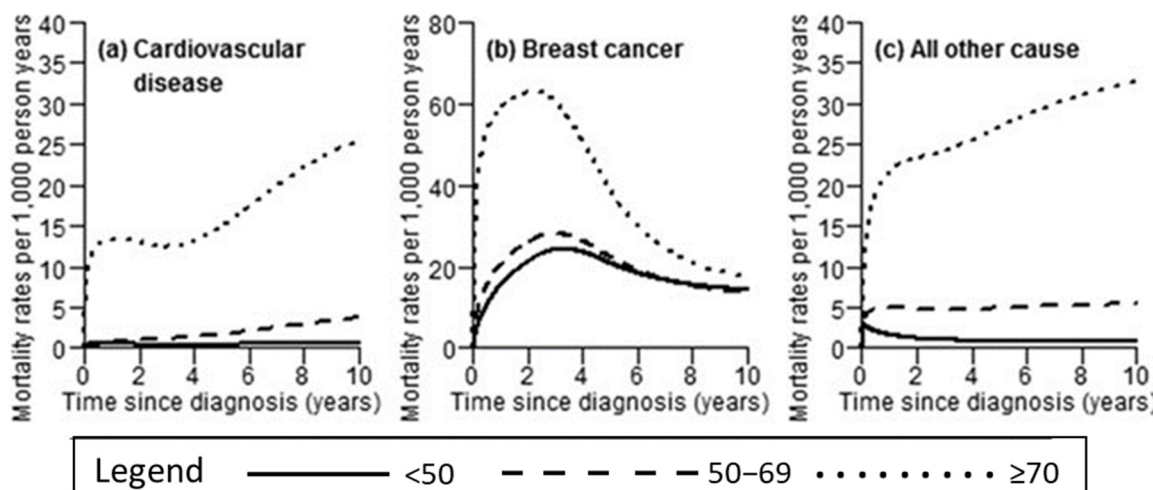 Mortality rates per 1,000 person years
40
35
30
25
20
15
10
5
0
(a) Cardiovascular
disease
0 2 4 6 8 10
Time since diagnosis (years)
Mortality rates per 1,000 person years
80
60
40
20
0
(b) Breast cancer
0 2 4 6 8 10
Time since diagnosis (years)
Mortality rates per 1,000 person years
40
35
30
25
20
15
10
5
0
(c) All other cause
0 2 4 6 8 10
Time since diagnosis (years)
Legend <50 50–69 ≥70